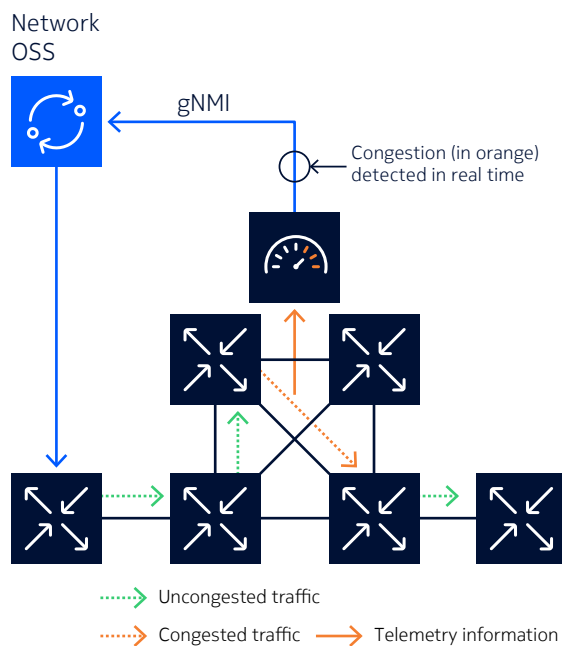 Network
OSS
gNMI
Congestion (in orange)
detected in real time
Uncongested traffic
Congested traffic
Telemetry information